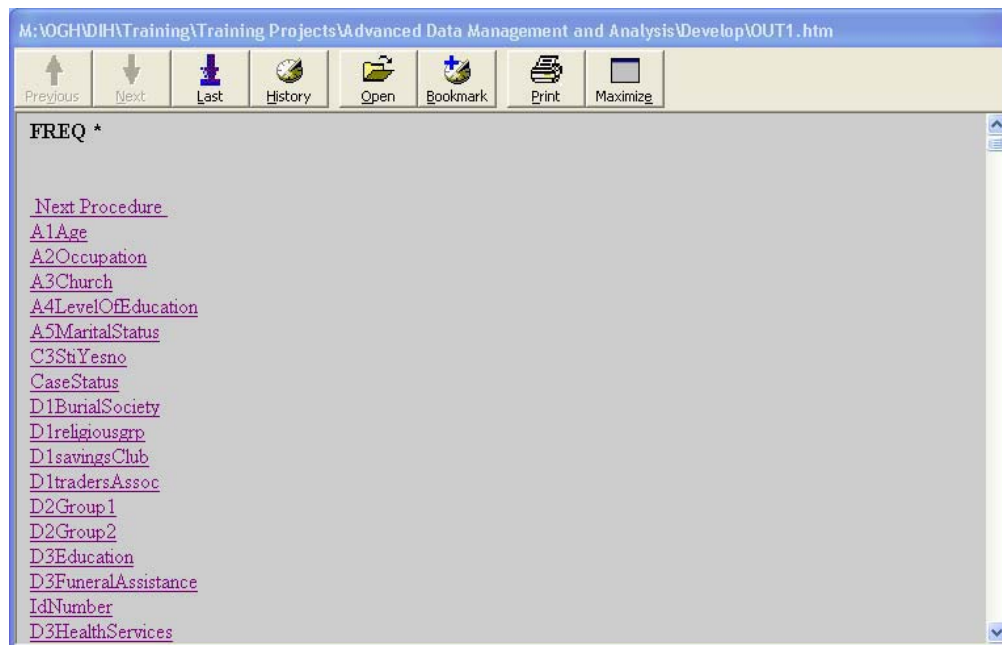 M:\OGH\DIH\Training\Training Projects\Advanced Data Management and Analysis\Develop\OUT1.htm
Previous Next Last History Open Bookmark Print Maximize
FREQ *
Next Procedure
A1Age
A2Occupation
A3Church
A4LevelOfEducation
A5MaritalStatus
C3StiYesno
CaseStatus
D1BurialSociety
D1religiousgrp
D1savingsClub
D1tradersAssoc
D2Group1
D2Group2
D3Education
D3FuneralAssistance
IdNumber
D3HealthServices